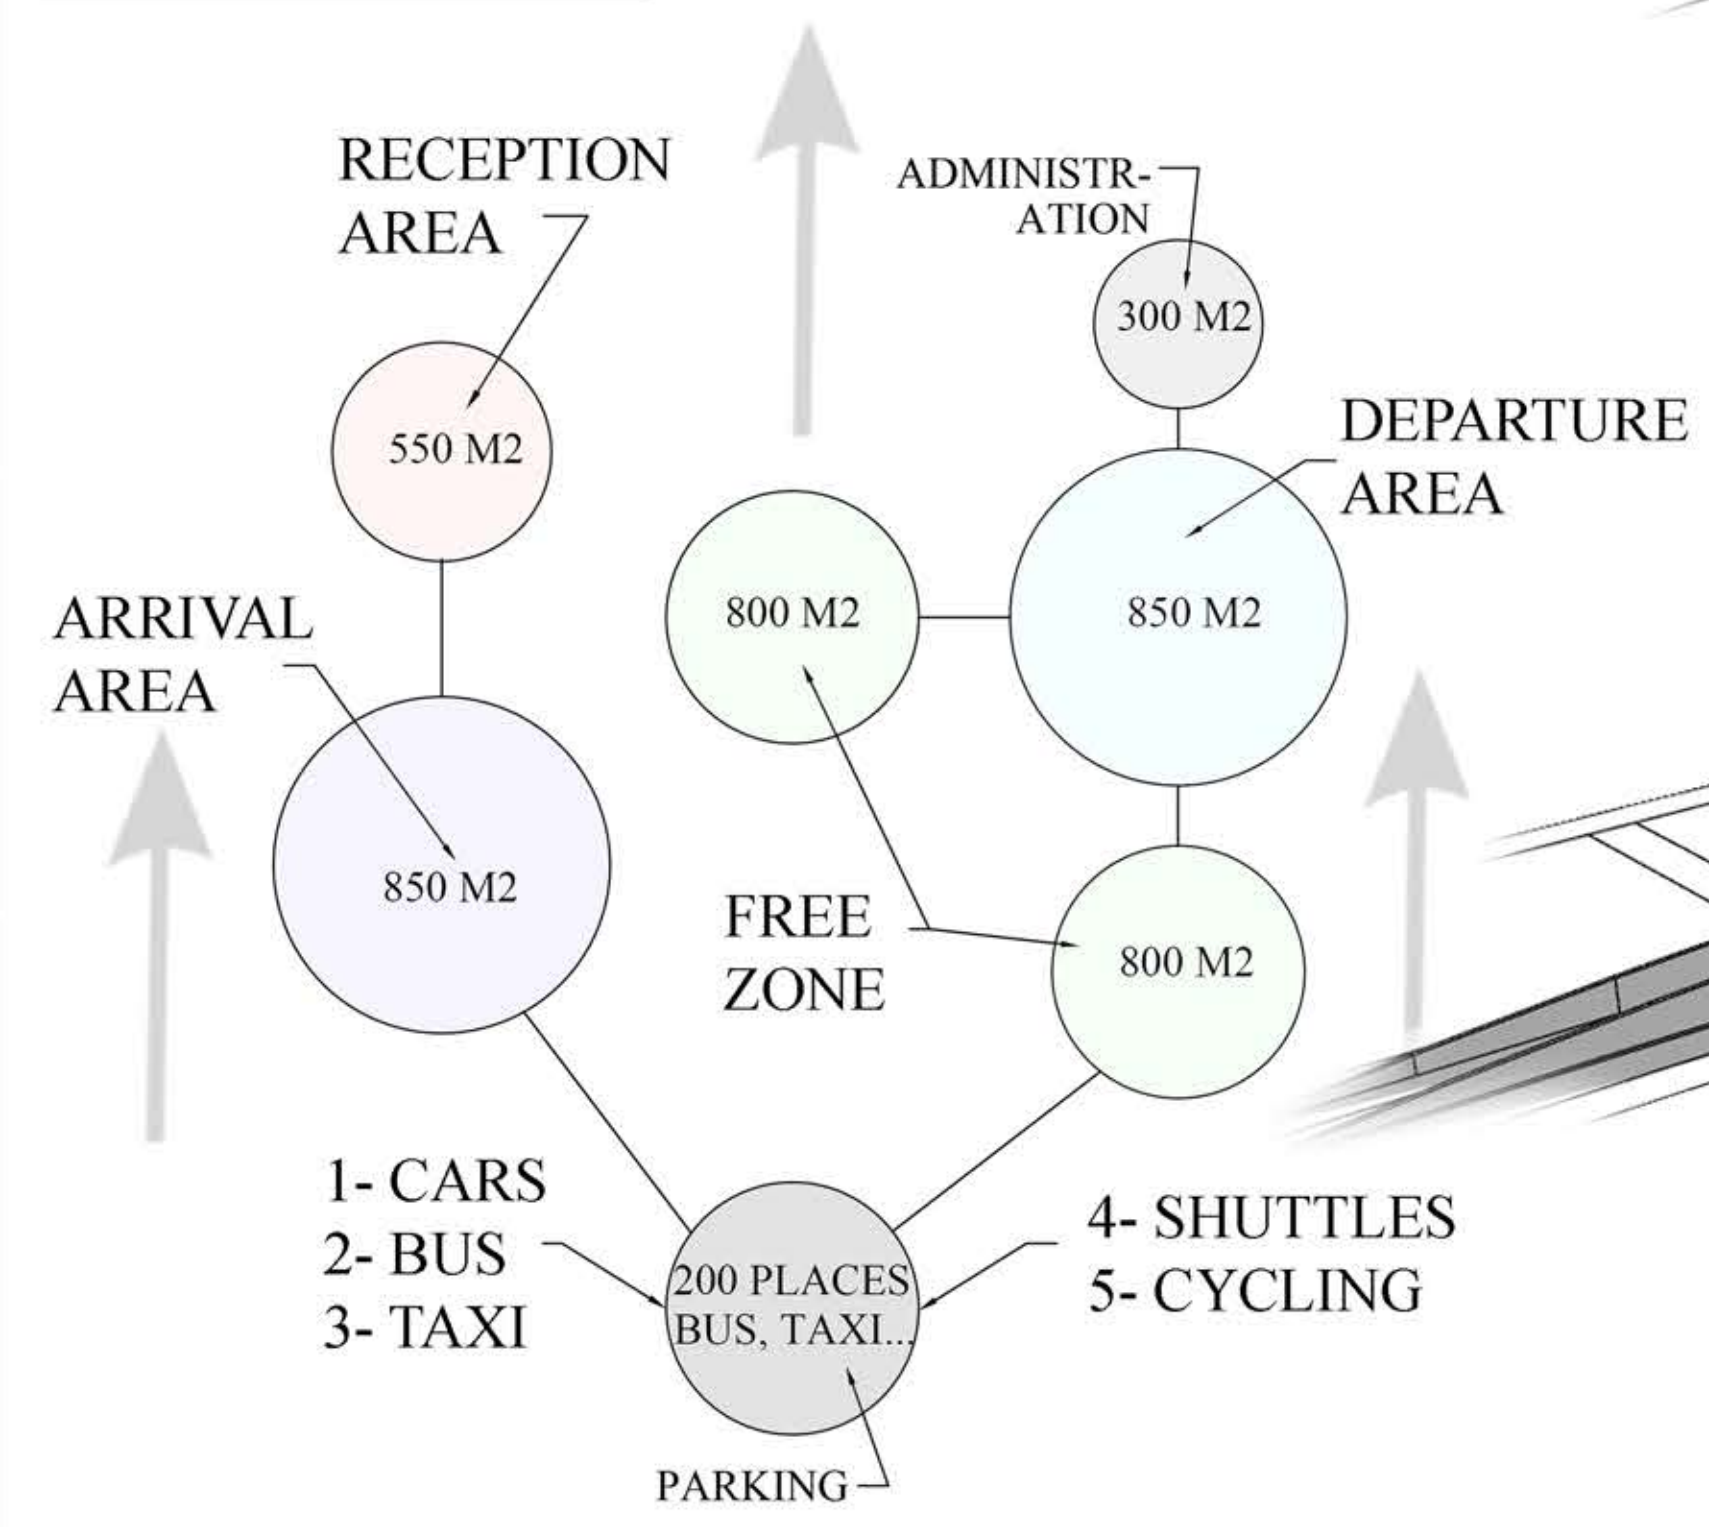 RECEPTION
AREA
ADMINISTR-
ATION
300 M2
550 M2
DEPARTURE
AREA
800 M2
850 M2
ARRIVAL
AREA
850 M2
FREE
ZONE
800 M2
1- CARS
2- BUS
3- TAXI
4- SHUTTLES
5- CYCLING
200 PLACES
BUS, TAXI...
PARKING